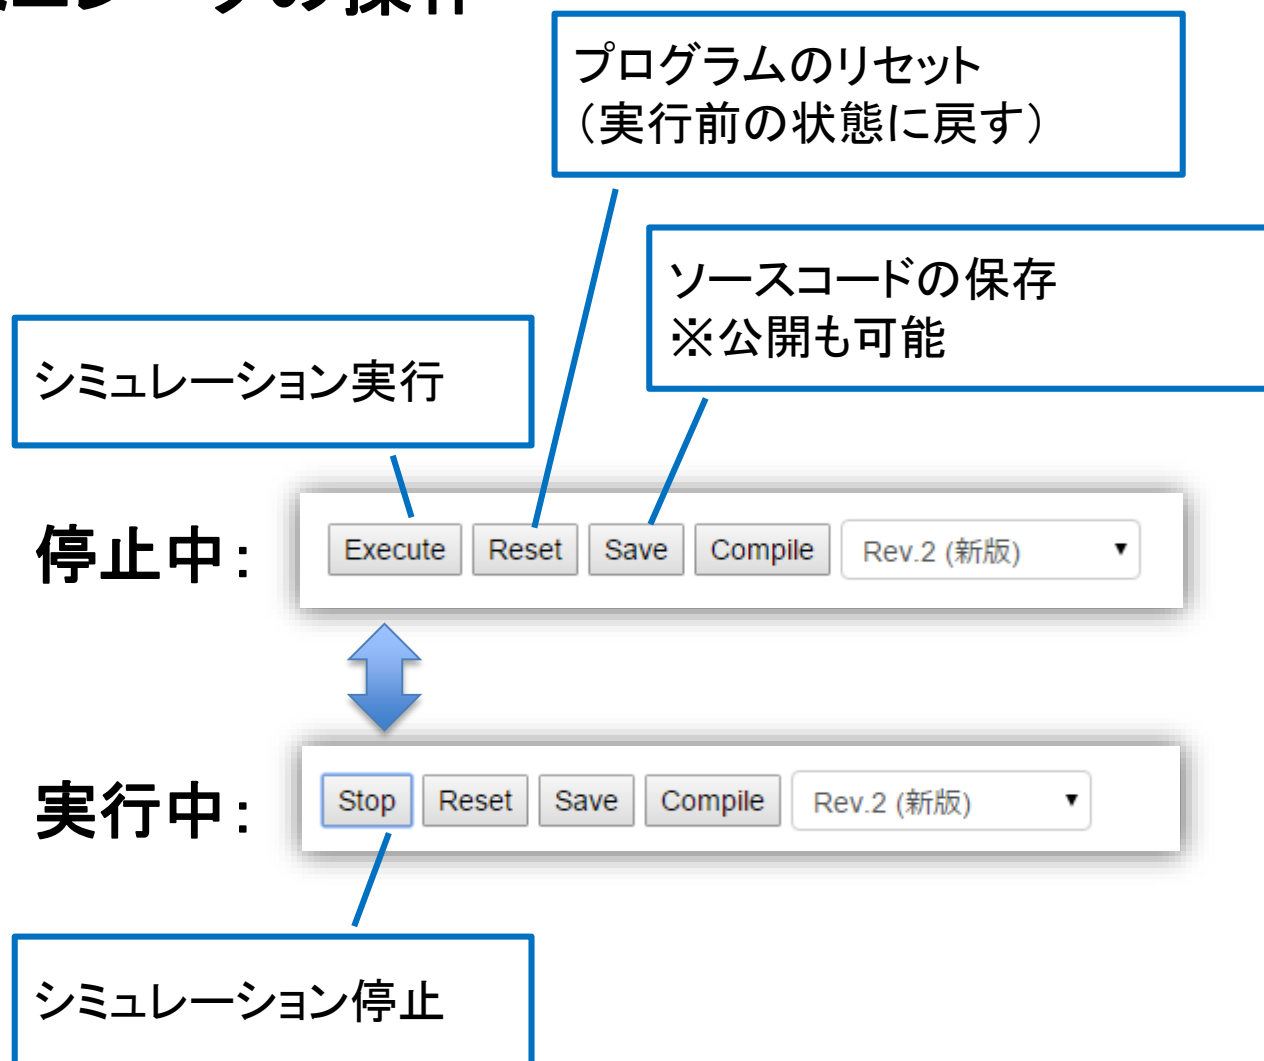 の操作
プログラムのリセット
（実行前の状態に戻す）
ソースコードの保存
※公開も可能
シミュレーション実行
停止中：
Execute Reset Save Compile Rev.2 (新版)
実行中：
Stop Reset Save Compile Rev.2 (新版)
シミュレーション停止